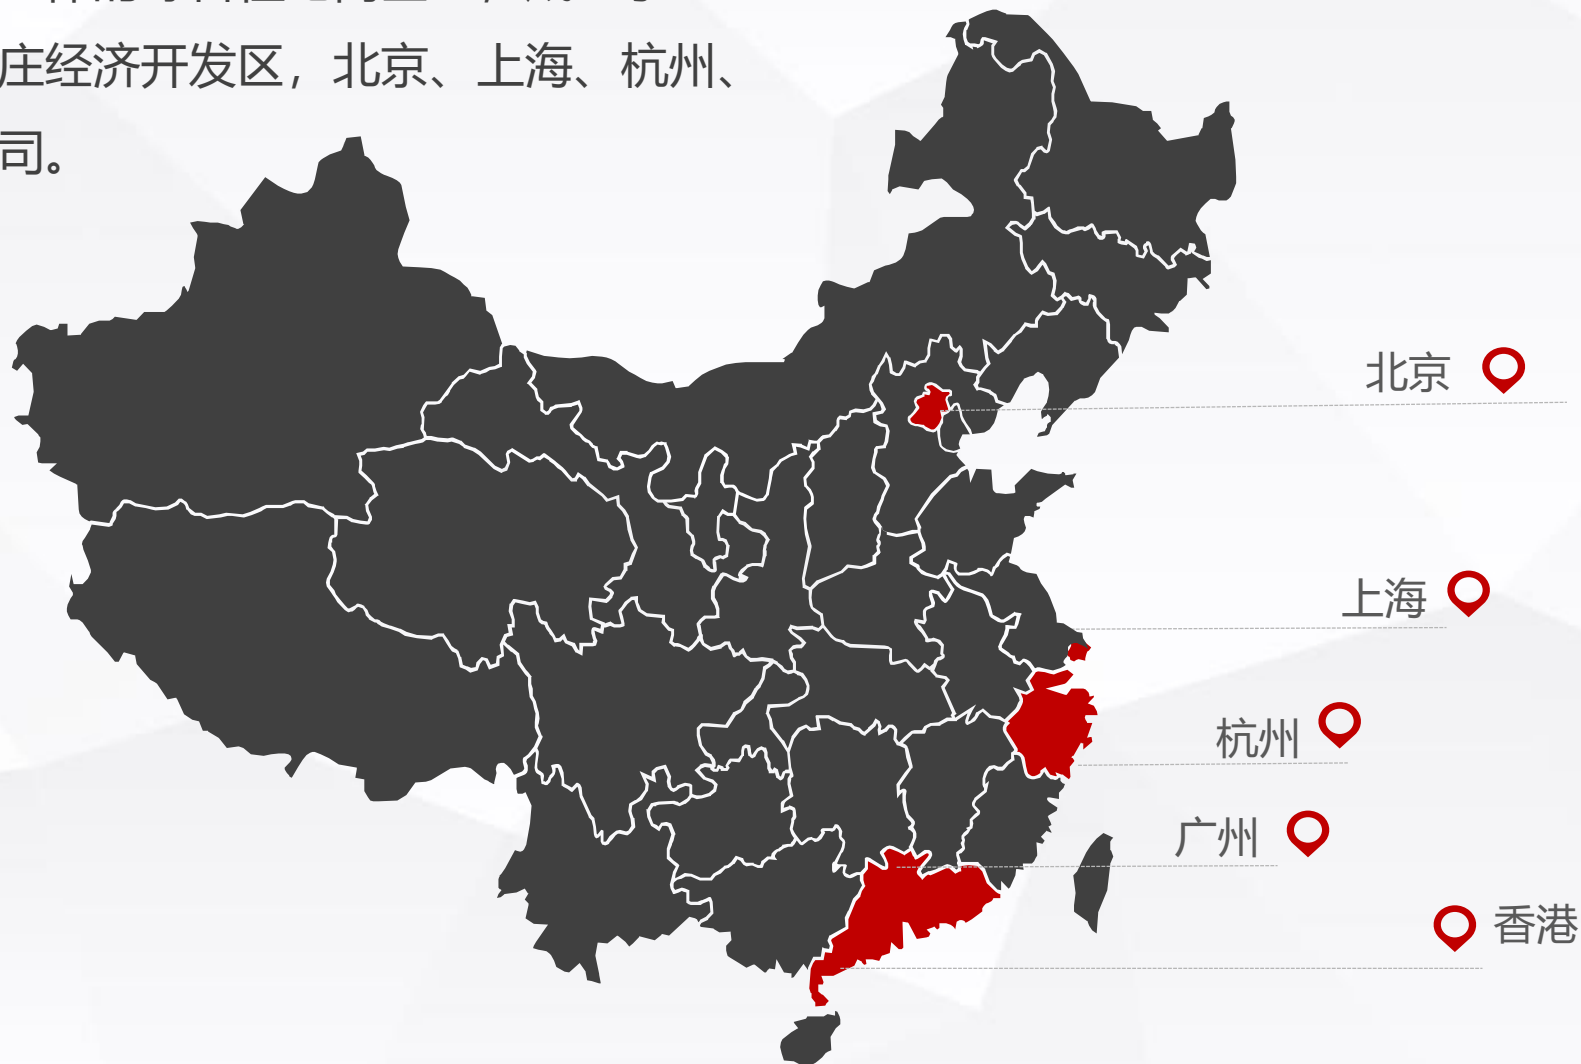 庄经济开发区，北京、上海、杭州、
司。
北京
上海
杭州
广州
香港